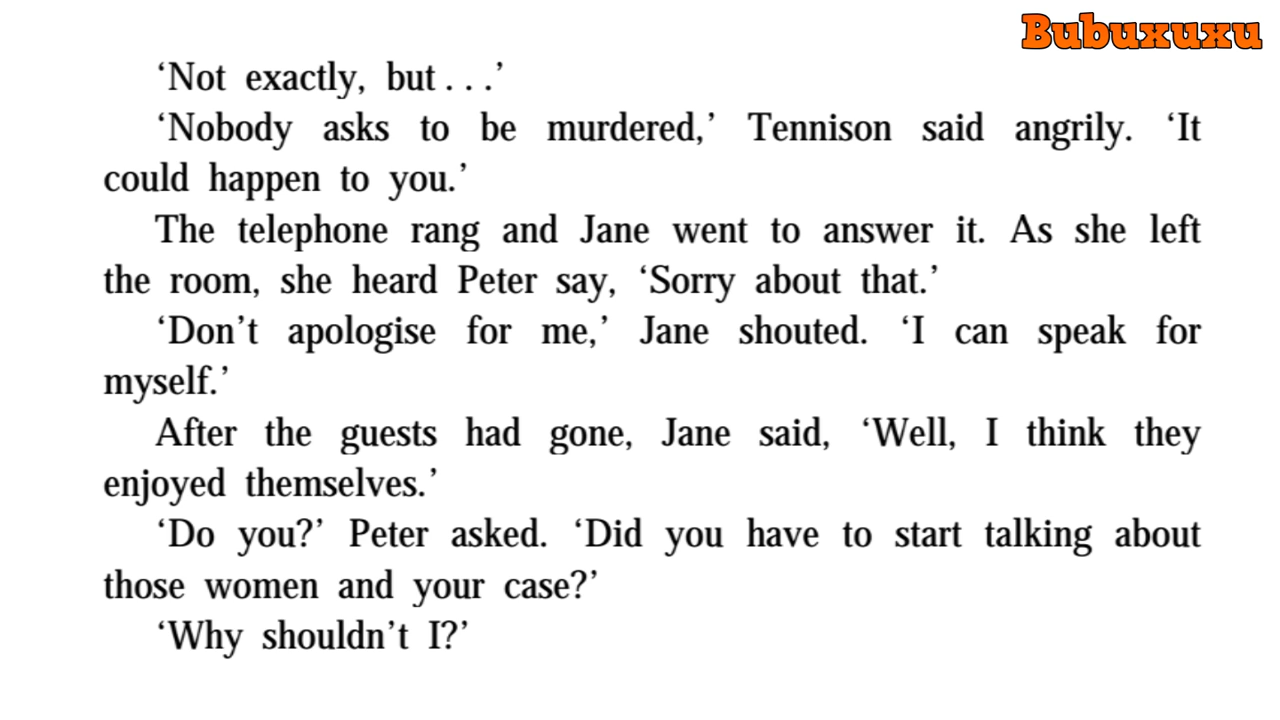 Bubuxuxu
‘Not exactly, but . . .’
‘Nobody asks to be murdered,’ Tennison said angrily. ‘It
could happen to you.’
The telephone rang and Jane went to answer it. As she left
the room, she heard Peter say, ‘Sorry about that.’
‘Don’t apologise for me,’ Jane shouted. ‘I can speak for
myself.’
After the guests had gone, Jane said, ‘Well, I think they
enjoyed themselves.’
‘Do you?’ Peter asked. ‘Did you have to start talking about
those women and your case?’
‘Why shouldn’t I?’